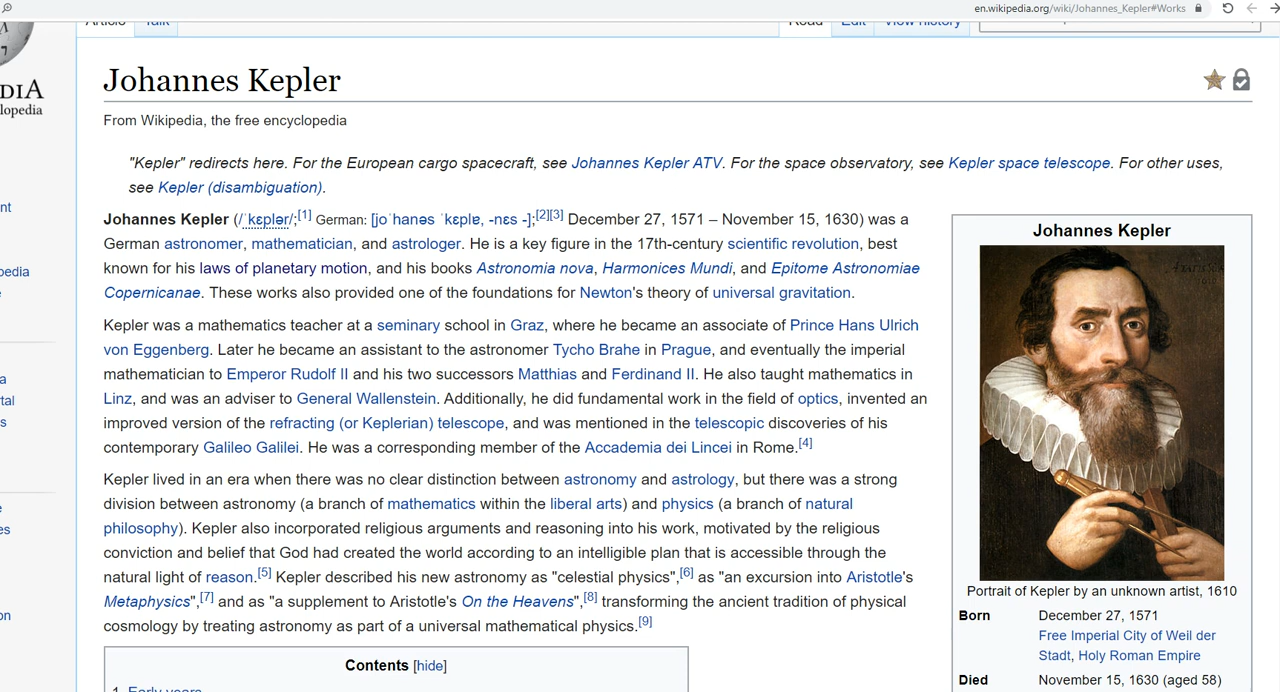 en.wikipedia.org/wiki/Johannes_Kepler#Works
Article Talk Read Edit View history
DIA
lopedia
Johannes Kepler
From Wikipedia, the free encyclopedia
"Kepler" redirects here. For the European cargo spacecraft, see Johannes Kepler ATV. For the space observatory, see Kepler space telescope. For other uses,
see Kepler (disambiguation).
Johannes Kepler (/ˈkɛplər/;[1] German: [joˈhanəs ˈkɛplɐ, -nɛs -];[2][3] December 27, 1571 – November 15, 1630) was a
German astronomer, mathematician, and astrologer. He is a key figure in the 17th-century scientific revolution, best
known for his laws of planetary motion, and his books Astronomia nova, Harmonices Mundi, and Epitome Astronomiae
Copernicanae. These works also provided one of the foundations for Newton's theory of universal gravitation.
Kepler was a mathematics teacher at a seminary school in Graz, where he became an associate of Prince Hans Ulrich
von Eggenberg. Later he became an assistant to the astronomer Tycho Brahe in Prague, and eventually the imperial
mathematician to Emperor Rudolf II and his two successors Matthias and Ferdinand II. He also taught mathematics in
Linz, and was an adviser to General Wallenstein. Additionally, he did fundamental work in the field of optics, invented an
improved version of the refracting (or Keplerian) telescope, and was mentioned in the telescopic discoveries of his
contemporary Galileo Galilei. He was a corresponding member of the Accademia dei Lincei in Rome.[4]
Kepler lived in an era when there was no clear distinction between astronomy and astrology, but there was a strong
division between astronomy (a branch of mathematics within the liberal arts) and physics (a branch of natural
philosophy). Kepler also incorporated religious arguments and reasoning into his work, motivated by the religious
conviction and belief that God had created the world according to an intelligible plan that is accessible through the
natural light of reason.[5] Kepler described his new astronomy as "celestial physics",[6] as "an excursion into Aristotle's
Metaphysics",[7] and as "a supplement to Aristotle's On the Heavens",[8] transforming the ancient tradition of physical
cosmology by treating astronomy as part of a universal mathematical physics.[9]
Contents [hide]
1 Early years
Johannes Kepler
Portrait of Kepler by an unknown artist, 1610
Born December 27, 1571
Free Imperial City of Weil der
Stadt, Holy Roman Empire
Died November 15, 1630 (aged 58)
nt
pedia
e
a
rtal
s
e
es
on